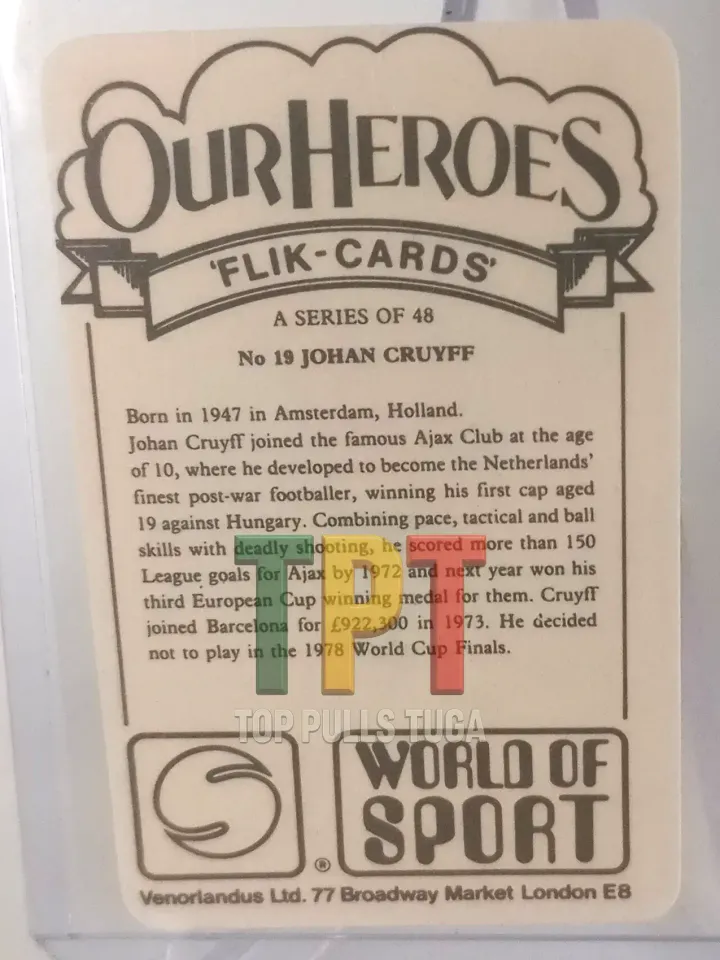 OUR HEROES
'FLIK-CARDS'
A SERIES OF 48
No 19 JOHAN CRUYFF
Born in 1947 in Amsterdam, Holland.
Johan Cruyff joined the famous Ajax Club at the age
of 10, where he developed to become the Netherlands'
finest post-war footballer, winning his first cap aged
19 against Hungary. Combining pace, tactical and ball
skills with deadly shooting, he scored more than 150
League goals for Ajax by 1972 and next year won his
third European Cup winning medal for them. Cruyff
joined Barcelona for £922,300 in 1973. He decided
not to play in the 1978 World Cup Finals.
TPT
TOP PULLS TUGA
WORLD OF
SPORT
®
Venorlandus Ltd. 77 Broadway Market London E8